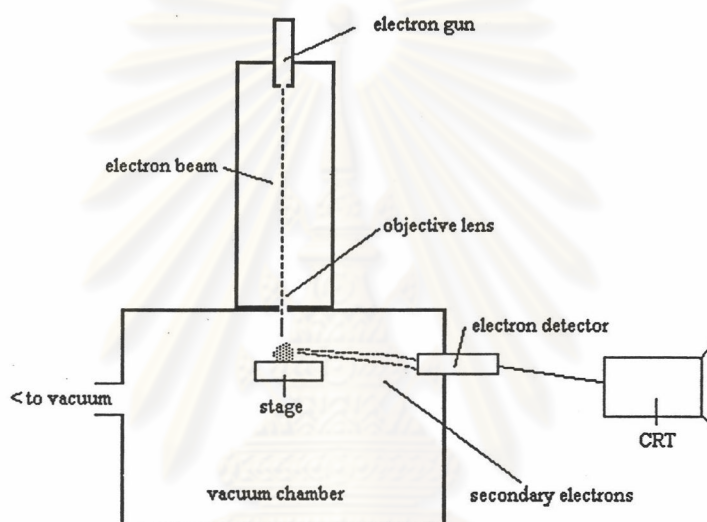 electron gun
electron beam
objective lens
electron detector
< to vacuum
stage
CRT
vacuum chamber
secondary electrons